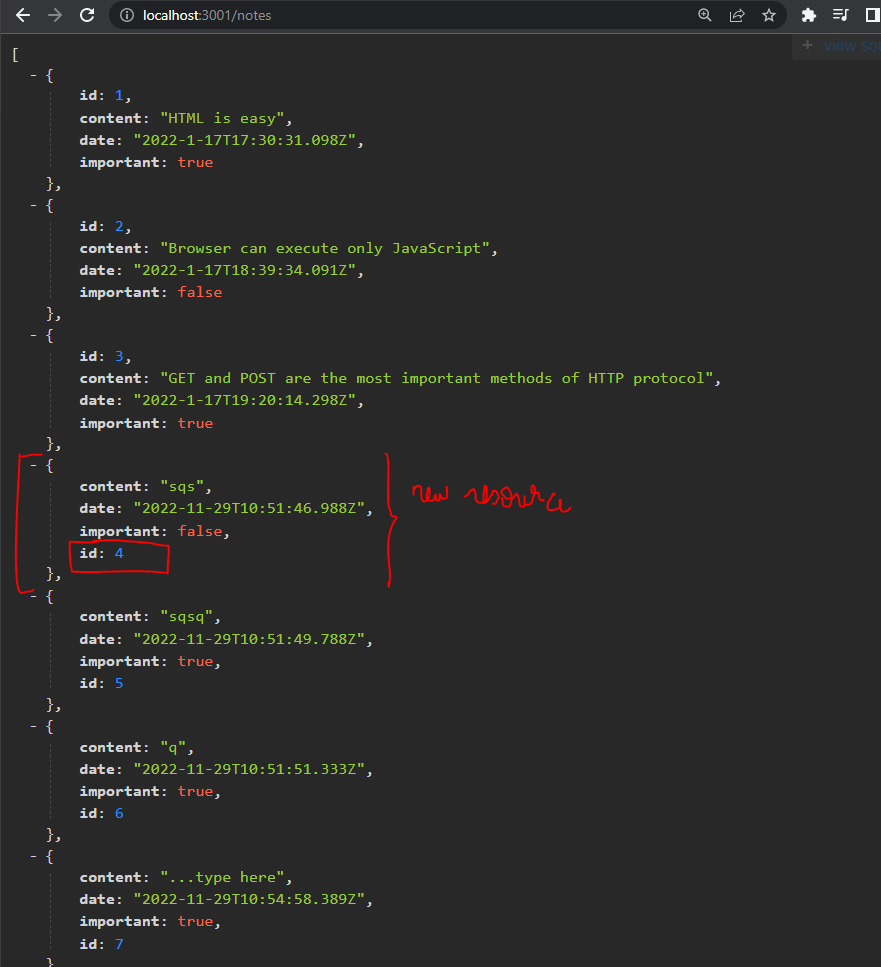 localhost:3001/notes
+ view sou
[
- {
id: 1,
content: "HTML is easy",
date: "2022-1-17T17:30:31.098Z",
important: true
},
- {
id: 2,
content: "Browser can execute only JavaScript",
date: "2022-1-17T18:39:34.091Z",
important: false
},
- {
id: 3,
content: "GET and POST are the most important methods of HTTP protocol",
date: "2022-1-17T19:20:14.298Z",
important: true
},
- {
content: "sqs",
date: "2022-11-29T10:51:46.988Z",
important: false,
id: 4
},
new resource
- {
content: "sqsq",
date: "2022-11-29T10:51:49.788Z",
important: true,
id: 5
},
- {
content: "q",
date: "2022-11-29T10:51:51.333Z",
important: true,
id: 6
},
- {
content: "...type here",
date: "2022-11-29T10:54:58.389Z",
important: true,
id: 7
}